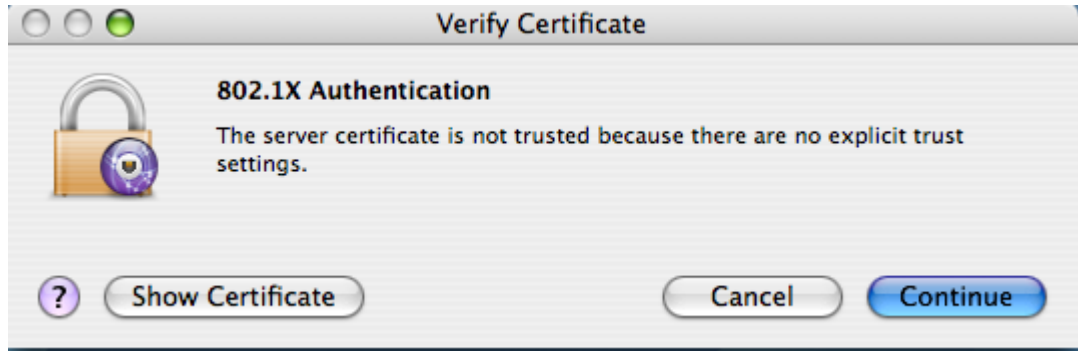 Verify Certificate
802.1X Authentication
The server certificate is not trusted because there are no explicit trust
settings.
? Show Certificate Cancel Continue